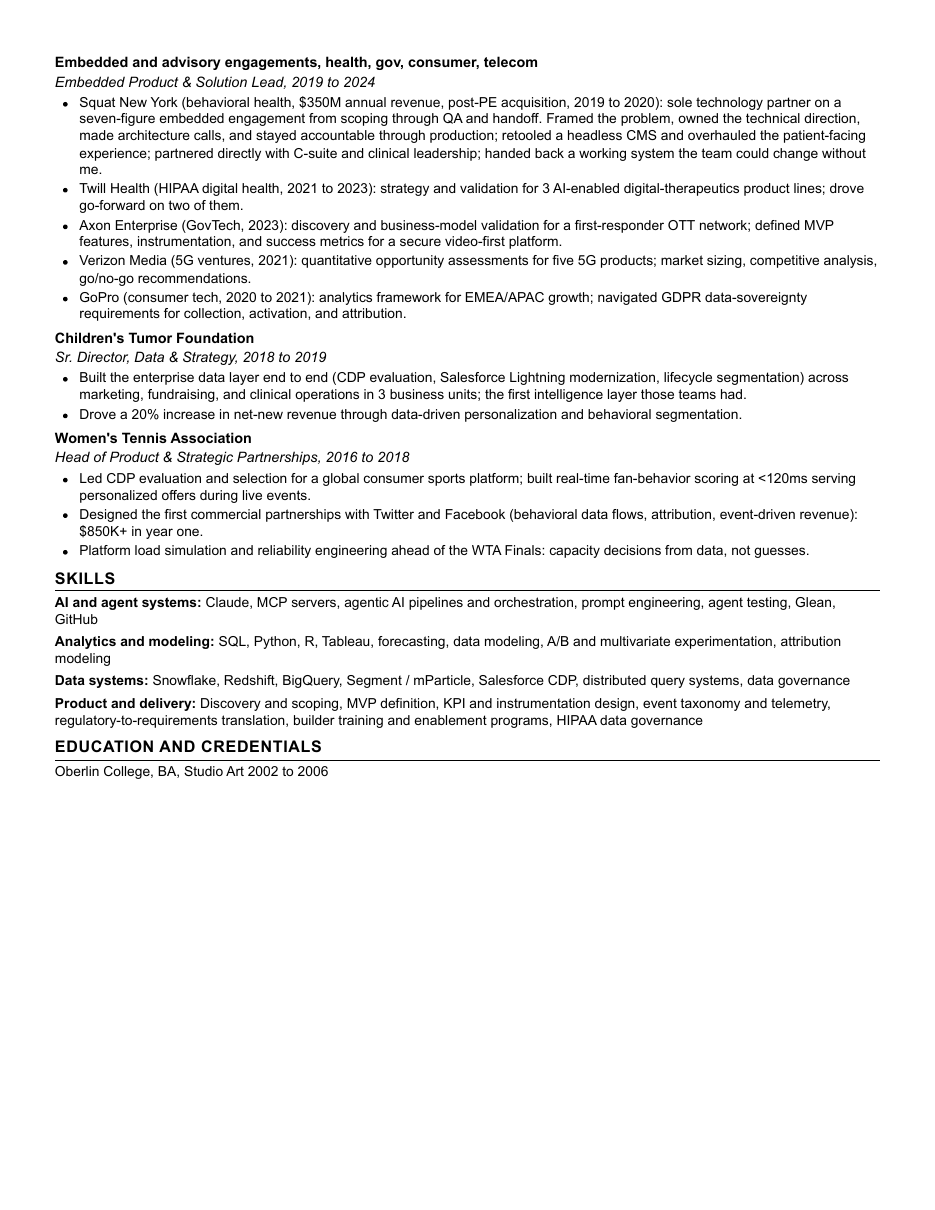 Embedded and advisory engagements, health, gov, consumer, telecom
Embedded Product & Solution Lead, 2019 to 2024
• Squat New York (behavioral health, $350M annual revenue, post-PE acquisition, 2019 to 2020): sole technology partner on a
seven-figure embedded engagement from scoping through QA and handoff. Framed the problem, owned the technical direction,
made architecture calls, and stayed accountable through production; retooled a headless CMS and overhauled the patient-facing
experience; partnered directly with C-suite and clinical leadership; handed back a working system the team could change without
me.
• Twill Health (HIPAA digital health, 2021 to 2023): strategy and validation for 3 AI-enabled digital-therapeutics product lines; drove
go-forward on two of them.
• Axon Enterprise (GovTech, 2023): discovery and business-model validation for a first-responder OTT network; defined MVP
features, instrumentation, and success metrics for a secure video-first platform.
• Verizon Media (5G ventures, 2021): quantitative opportunity assessments for five 5G products; market sizing, competitive analysis,
go/no-go recommendations.
• GoPro (consumer tech, 2020 to 2021): analytics framework for EMEA/APAC growth; navigated GDPR data-sovereignty
requirements for collection, activation, and attribution.
Children's Tumor Foundation
Sr. Director, Data & Strategy, 2018 to 2019
• Built the enterprise data layer end to end (CDP evaluation, Salesforce Lightning modernization, lifecycle segmentation) across
marketing, fundraising, and clinical operations in 3 business units; the first intelligence layer those teams had.
• Drove a 20% increase in net-new revenue through data-driven personalization and behavioral segmentation.
Women's Tennis Association
Head of Product & Strategic Partnerships, 2016 to 2018
• Led CDP evaluation and selection for a global consumer sports platform; built real-time fan-behavior scoring at <120ms serving
personalized offers during live events.
• Designed the first commercial partnerships with Twitter and Facebook (behavioral data flows, attribution, event-driven revenue):
$850K+ in year one.
• Platform load simulation and reliability engineering ahead of the WTA Finals: capacity decisions from data, not guesses.
SKILLS
AI and agent systems: Claude, MCP servers, agentic AI pipelines and orchestration, prompt engineering, agent testing, Glean,
GitHub
Analytics and modeling: SQL, Python, R, Tableau, forecasting, data modeling, A/B and multivariate experimentation, attribution
modeling
Data systems: Snowflake, Redshift, BigQuery, Segment / mParticle, Salesforce CDP, distributed query systems, data governance
Product and delivery: Discovery and scoping, MVP definition, KPI and instrumentation design, event taxonomy and telemetry,
regulatory-to-requirements translation, builder training and enablement programs, HIPAA data governance
EDUCATION AND CREDENTIALS
Oberlin College, BA, Studio Art 2002 to 2006